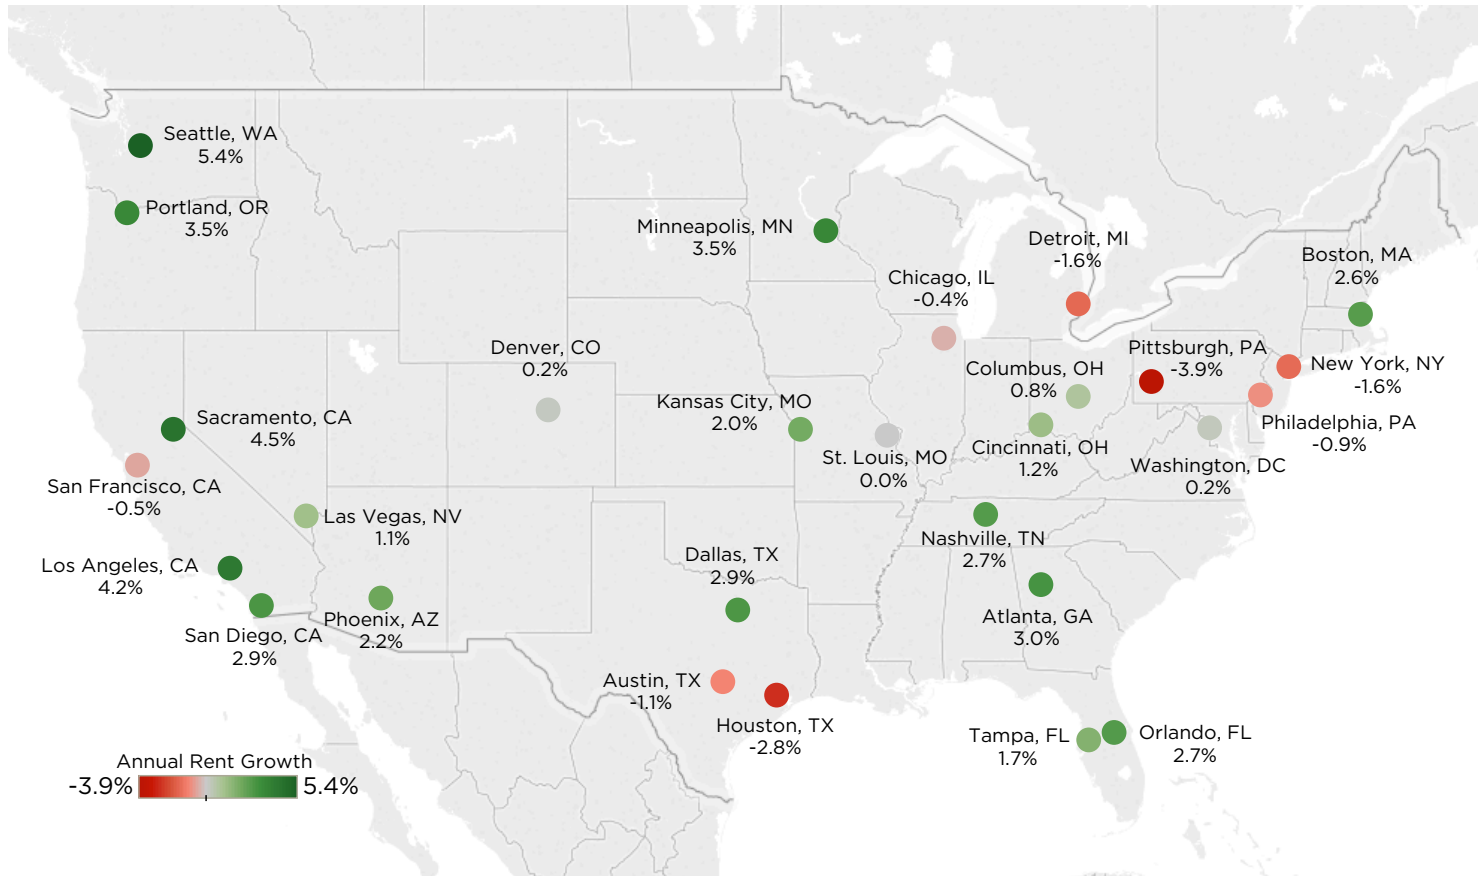 Seattle, WA
5.4%
Portland, OR
3.5%
Minneapolis, MN
3.5%
Detroit, MI
-1.6%
Boston, MA
2.6%
Chicago, IL
-0.4%
Denver, CO
0.2%
Pittsburgh, PA
-3.9%
New York, NY
-1.6%
Columbus, OH
0.8%
Kansas City, MO
2.0%
Sacramento, CA
4.5%
Philadelphia, PA
-0.9%
Cincinnati, OH
1.2%
St. Louis, MO
0.0%
Washington, DC
0.2%
San Francisco, CA
-0.5%
Las Vegas, NV
1.1%
Nashville, TN
2.7%
Dallas, TX
2.9%
Los Angeles, CA
4.2%
Phoenix, AZ
2.2%
Atlanta, GA
3.0%
San Diego, CA
2.9%
Austin, TX
-1.1%
Houston, TX
-2.8%
Tampa, FL
1.7%
Orlando, FL
2.7%
Annual Rent Growth
-3.9% 5.4%